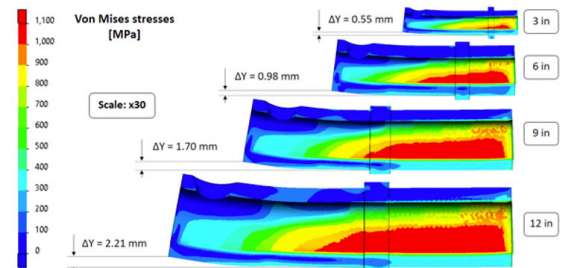 Von Mises stresses
[MPa]
1,100
1,000
900
800
700
600
500
400
300
200
100
0
Scale: x30
ΔY = 0.55 mm
3 in
ΔY = 0.98 mm
6 in
ΔY = 1.70 mm
9 in
ΔY = 2.21 mm
12 in